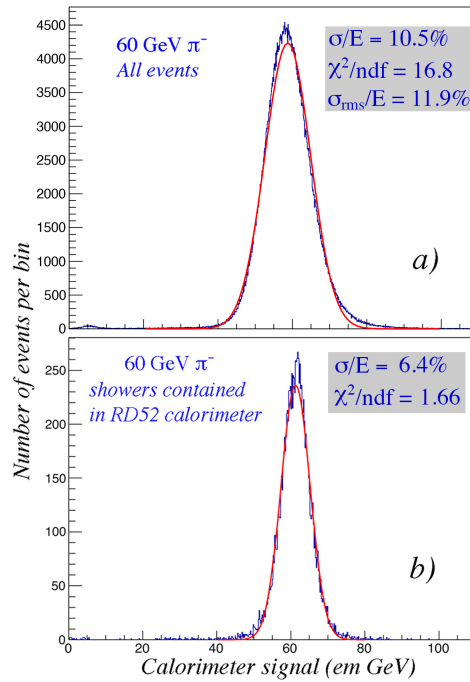 4500
4000
3500
3000
2500
2000
1500
1000
500
0
60 GeV π⁻
All events
σ/E = 10.5%
χ²/ndf = 16.8
σrms/E = 11.9%
a)
Number of events per bin
250
200
150
100
50
0
60 GeV π⁻
showers contained
in RD52 calorimeter
σ/E = 6.4%
χ²/ndf = 1.66
b)
0 20 40 60 80 100
Calorimeter signal (em GeV)